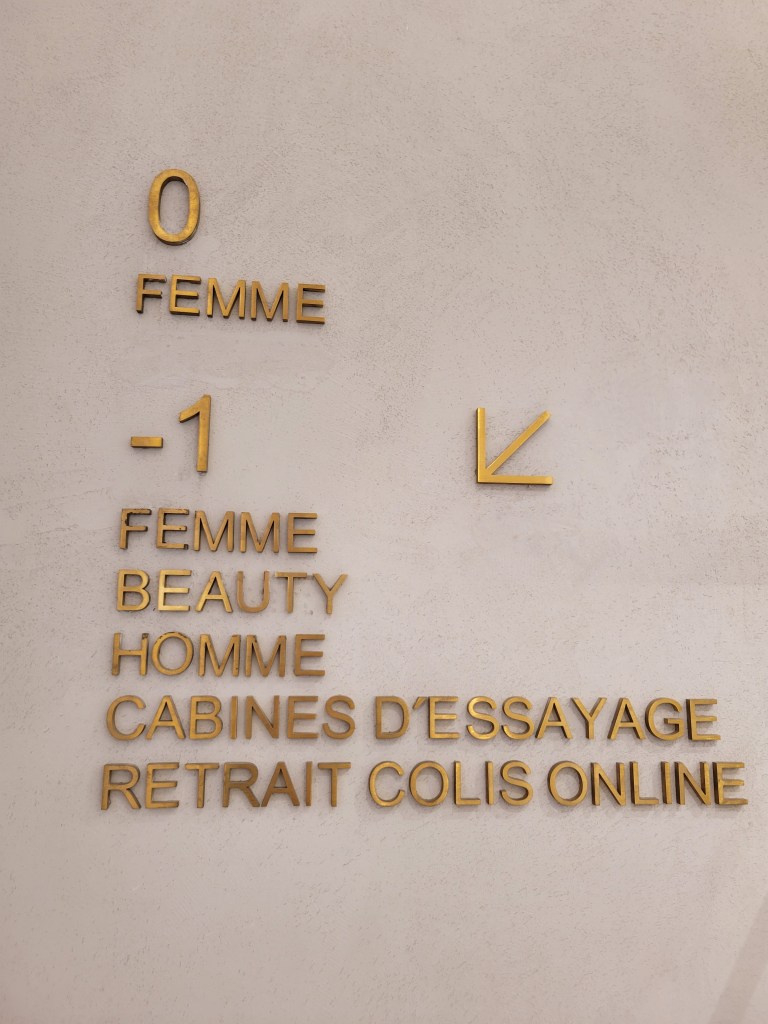 0
FEMME
-1
FEMME
BEAUTY
HOMME
CABINES D'ESSAYAGE
RETRAIT COLIS ONLINE